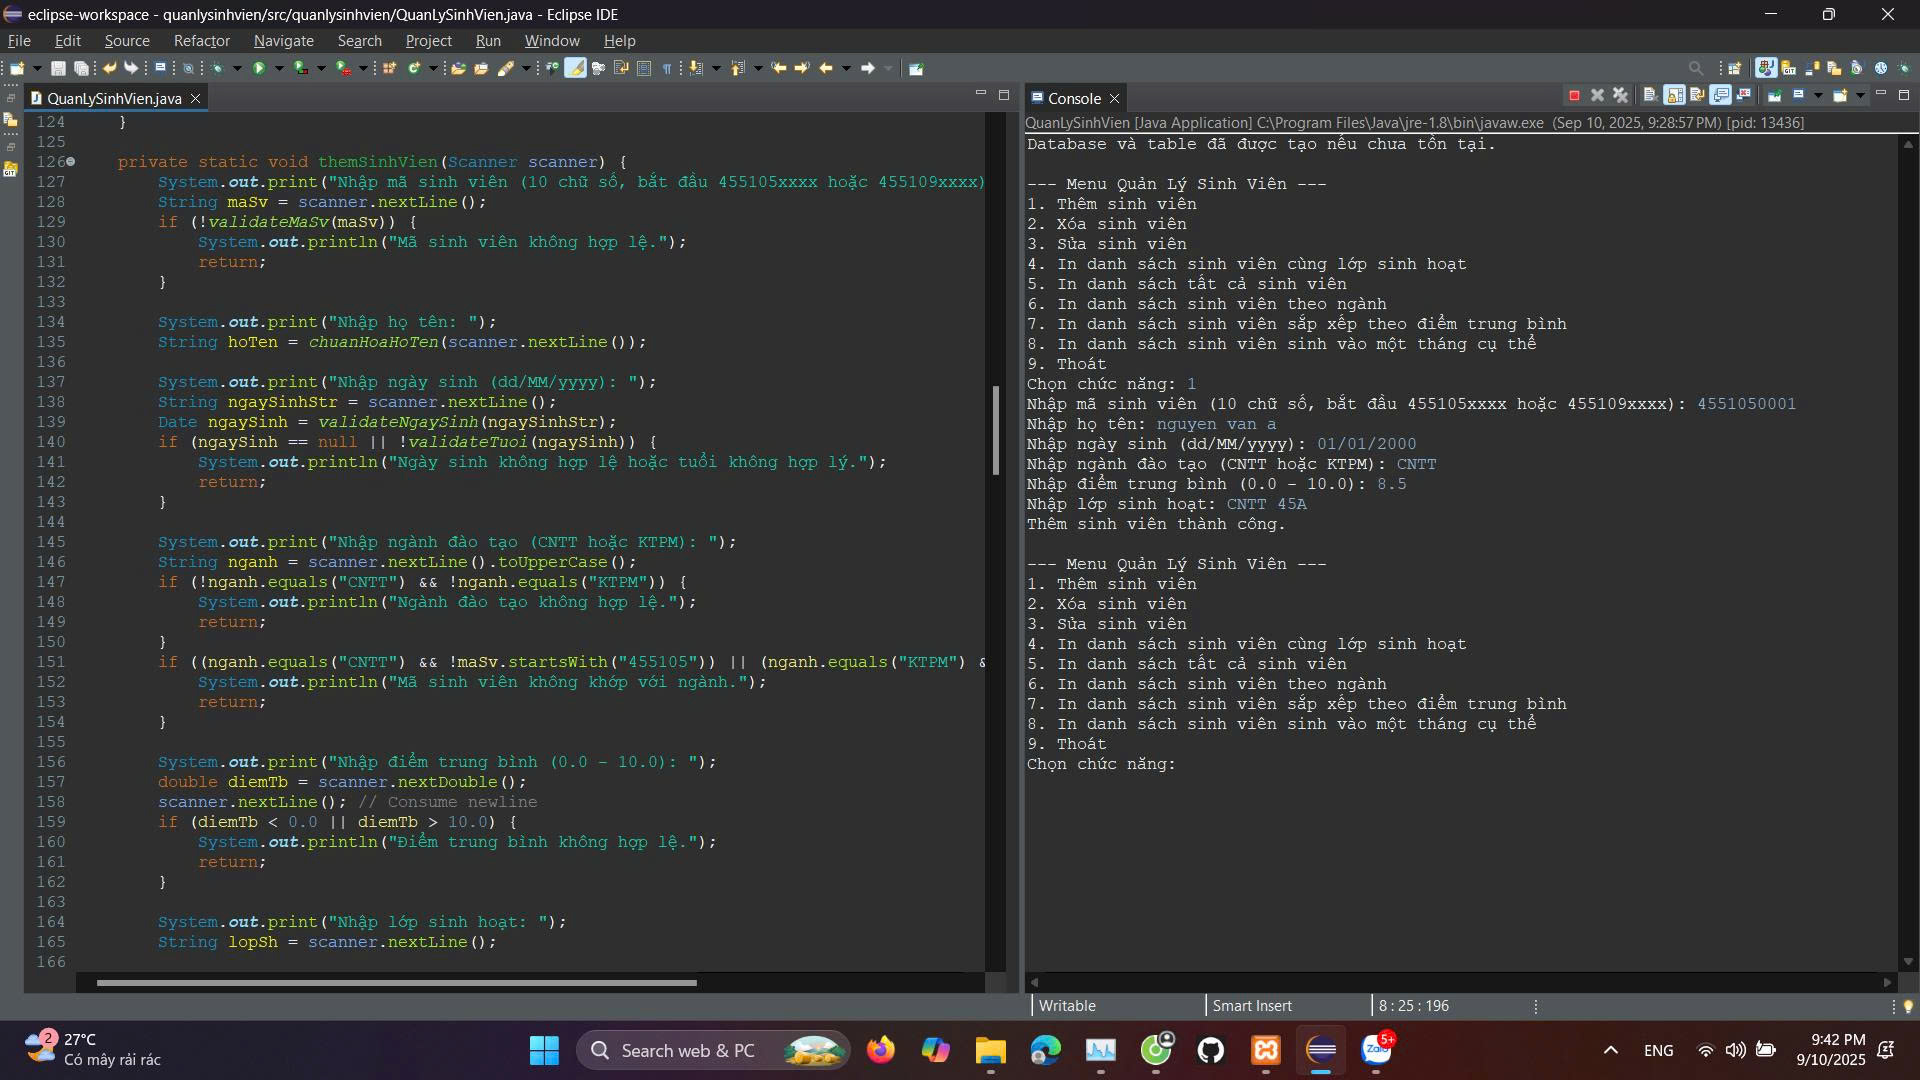 eclipse-workspace - quanlysinhvien/src/quanlysinhvien/QuanLySinhVien.java - Eclipse IDE
File Edit Source Refactor Navigate Search Project Run Window Help
QuanLySinhVien.java
124 }
125
126 private static void themSinhVien(Scanner scanner) {
127 System.out.print("Nhập mã sinh viên (10 chữ số, bắt đầu 455105xxxx hoặc 455109xxxx)
128 String maSv = scanner.nextLine();
129 if (!validateMaSv(maSv)) {
130 System.out.println("Mã sinh viên không hợp lệ.");
131 return;
132 }
133
134 System.out.print("Nhập họ tên: ");
135 String hoTen = chuanHoaHoTen(scanner.nextLine());
136
137 System.out.print("Nhập ngày sinh (dd/MM/yyyy): ");
138 String ngaySinhStr = scanner.nextLine();
139 Date ngaySinh = validateNgaySinh(ngaySinhStr);
140 if (ngaySinh == null || !validateTuoi(ngaySinh)) {
141 System.out.println("Ngày sinh không hợp lệ hoặc tuổi không hợp lý.");
142 return;
143 }
144
145 System.out.print("Nhập ngành đào tạo (CNTT hoặc KTPM): ");
146 String nganh = scanner.nextLine().toUpperCase();
147 if (!nganh.equals("CNTT") && !nganh.equals("KTPM")) {
148 System.out.println("Ngành đào tạo không hợp lệ.");
149 return;
150 }
151 if ((nganh.equals("CNTT") && !maSv.startsWith("455105")) || (nganh.equals("KTPM") &
152 System.out.println("Mã sinh viên không khớp với ngành.");
153 return;
154 }
155
156 System.out.print("Nhập điểm trung bình (0.0 - 10.0): ");
157 double diemTb = scanner.nextDouble();
158 scanner.nextLine(); // Consume newline
159 if (diemTb < 0.0 || diemTb > 10.0) {
160 System.out.println("Điểm trung bình không hợp lệ.");
161 return;
162 }
163
164 System.out.print("Nhập lớp sinh hoạt: ");
165 String lopSh = scanner.nextLine();
166
Console
QuanLySinhVien [Java Application] C:\Program Files\Java\jre-1.8\bin\javaw.exe (Sep 10, 2025, 9:28:57 PM) [pid: 13436]
Database và table đã được tạo nếu chưa tồn tại.
--- Menu Quản Lý Sinh Viên ---
1. Thêm sinh viên
2. Xóa sinh viên
3. Sửa sinh viên
4. In danh sách sinh viên cùng lớp sinh hoạt
5. In danh sách tất cả sinh viên
6. In danh sách sinh viên theo ngành
7. In danh sách sinh viên sắp xếp theo điểm trung bình
8. In danh sách sinh viên sinh vào một tháng cụ thể
9. Thoát
Chọn chức năng: 1
Nhập mã sinh viên (10 chữ số, bắt đầu 455105xxxx hoặc 455109xxxx): 4551050001
Nhập họ tên: nguyen van a
Nhập ngày sinh (dd/MM/yyyy): 01/01/2000
Nhập ngành đào tạo (CNTT hoặc KTPM): CNTT
Nhập điểm trung bình (0.0 - 10.0): 8.5
Nhập lớp sinh hoạt: CNTT 45A
Thêm sinh viên thành công.
--- Menu Quản Lý Sinh Viên ---
1. Thêm sinh viên
2. Xóa sinh viên
3. Sửa sinh viên
4. In danh sách sinh viên cùng lớp sinh hoạt
5. In danh sách tất cả sinh viên
6. In danh sách sinh viên theo ngành
7. In danh sách sinh viên sắp xếp theo điểm trung bình
8. In danh sách sinh viên sinh vào một tháng cụ thể
9. Thoát
Chọn chức năng:
Writable Smart Insert 8 : 25 : 196
2
27°C
Có mây rải rác
Search web & PC
Zalo 5+
ENG
9:42 PM
9/10/2025